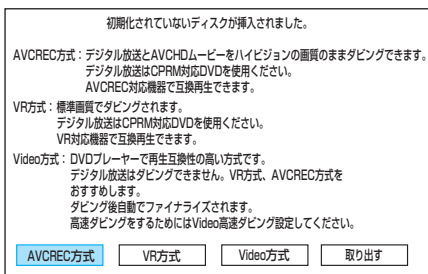 初期化されていないディスクが挿入されました。
AVCREC方式：デジタル放送とAVCHDムービーをハイビジョンの画質のままダビングできます。
デジタル放送はCPRM対応DVDを使用ください。
AVCREC対応機器で互換再生できます。
VR方式：標準画質でダビングされます。
デジタル放送はCPRM対応DVDを使用ください。
VR対応機器で互換再生できます。
Video方式：DVDプレーヤーで再生互換性の高い方式です。
デジタル放送はダビングできません。VR方式、AVCREC方式を
おすすめします。
ダビング後自動でファイナライズされます。
高速ダビングをするためにはVideo高速ダビング設定してください。
AVCREC方式 VR方式 Video方式 取り出す